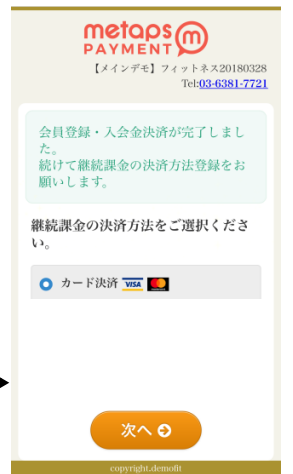 metaps
PAYMENT
【メインデモ】フィットネス20180328
Tel:03-6381-7721
会員登録・入会金決済が完了しまし
た。
続けて継続課金の決済方法登録をお
願いします。
継続課金の決済方法をご選択くださ
い。
カード決済 VISA
次へ
copyright.demofit